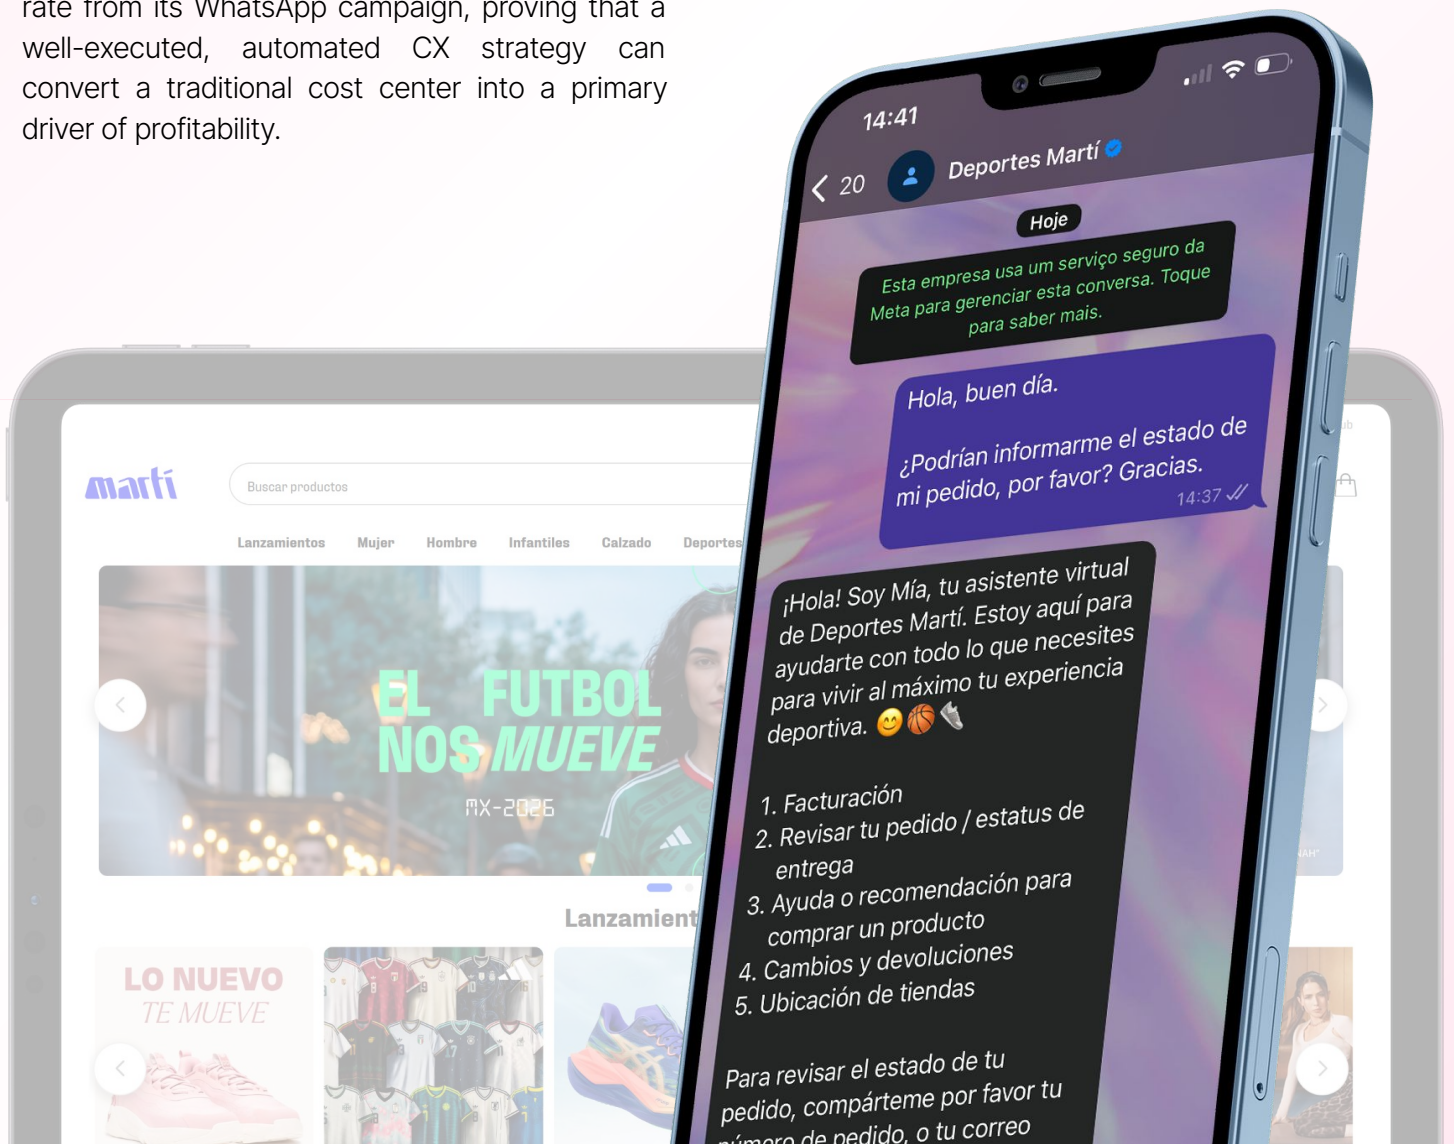 rate from its WhatsApp campaign, proving that a
well-executed, automated CX strategy can
convert a traditional cost center into a primary
driver of profitability.
14:41
20
Deportes Martí
Hoje
Esta empresa usa um serviço seguro da
Meta para gerenciar esta conversa. Toque
para saber mais.
Hola, buen día.
¿Podrían informarme el estado de
mi pedido, por favor? Gracias.
14:37
¡Hola! Soy Mía, tu asistente virtual
de Deportes Martí. Estoy aquí para
ayudarte con todo lo que necesites
para vivir al máximo tu experiencia
deportiva. 😊🏀👟
1. Facturación
2. Revisar tu pedido / estatus de
entrega
3. Ayuda o recomendación para
comprar un producto
4. Cambios y devoluciones
5. Ubicación de tiendas
Para revisar el estado de tu
pedido, compárteme por favor tu
número de pedido, o tu correo
martí
Buscar productos
Lanzamientos Mujer Hombre Infantiles Calzado Deportes
EL FUTBOL
NOS MUEVE
MX-2026
Lanzamient
LO NUEVO
TE MUEVE